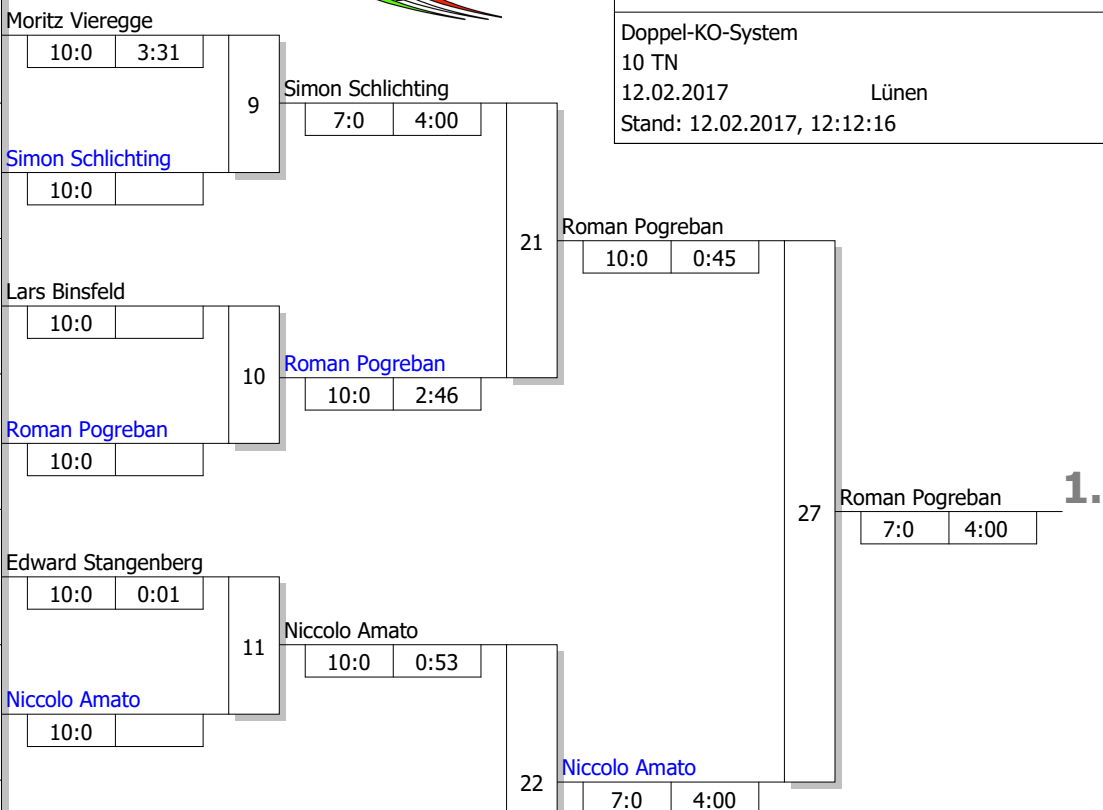 Moritz Vieregge
10:0 3:31
Doppel-KO-System
10 TN
12.02.2017 Lünen
Stand: 12.02.2017, 12:12:16
9
Simon Schlichting
7:0 4:00
Simon Schlichting
10:0
21
Roman Pogreban
10:0 0:45
Lars Binsfeld
10:0
10
Roman Pogreban
10:0 2:46
Roman Pogreban
10:0
27
Roman Pogreban
1.
7:0 4:00
Edward Stangenberg
10:0 0:01
11
Niccolo Amato
10:0 0:53
Niccolo Amato
10:0
22
Niccolo Amato
7:0 4:00